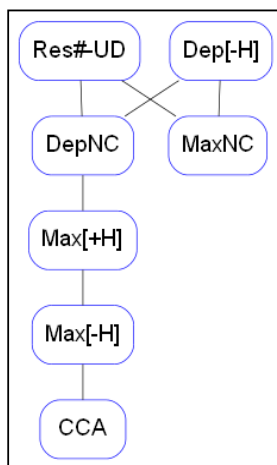 Res#-UD Dep[-H]
DepNC MaxNC
Max[+H]
Max[-H]
CCA